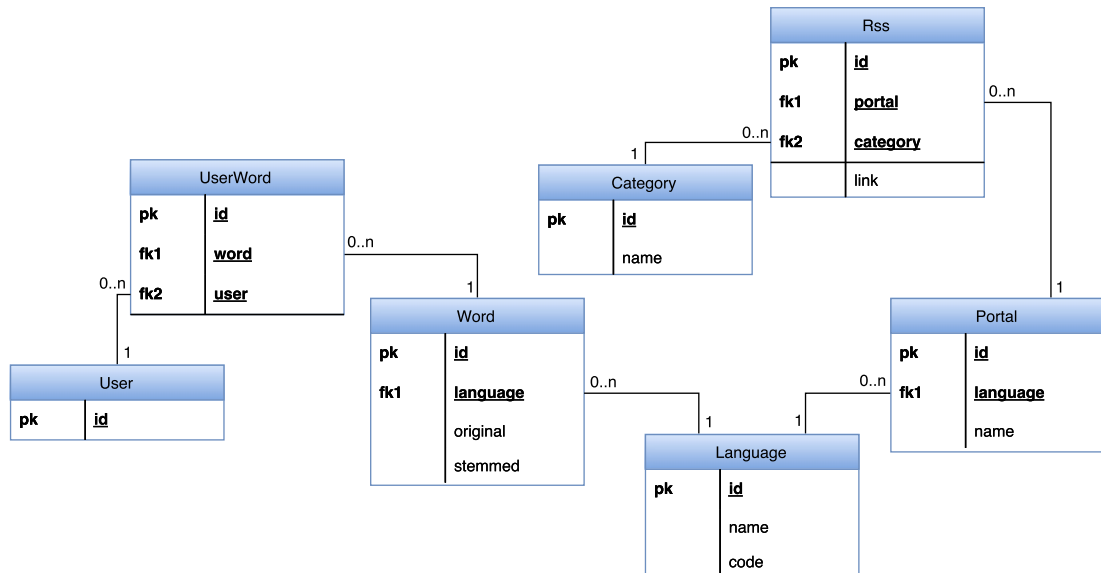 Rss
pk id
fk1 portal
fk2 category
link
0..n
1
0..n
1
Category
pk id
name
UserWord
pk id
fk1 word
fk2 user
0..n
1
0..n
1
User
pk id
Word
pk id
fk1 language
original
stemmed
0..n
1
Portal
pk id
fk1 language
name
0..n
1
Language
pk id
name
code